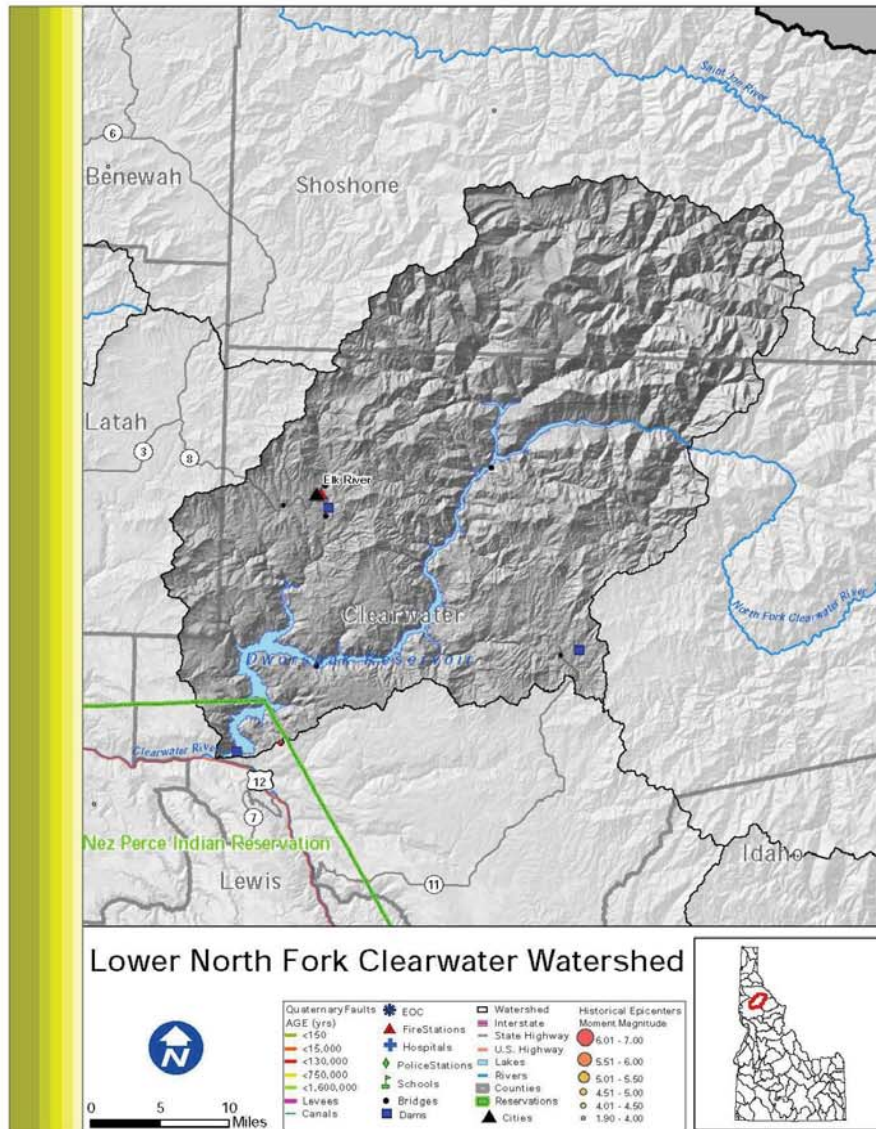 Saint Joe River
6
Benewah
Shoshone
Latah
3
8
Elk River
Clearwater
North Fork Clearwater River
Dworshak Reservoir
Clearwater River
12
7
Nez Perce Indian Reservation
Idaho
Lewis
11
Lower North Fork Clearwater Watershed
N
0 5 10
Miles
Quaternary Faults
AGE (yrs)
<150
<15,000
<130,000
<750,000
<1,600,000
Levees
Canals
EOC
FireStations
Hospitals
PoliceStations
Schools
Bridges
Dams
Watershed
Interstate
State Highway
U.S. Highway
Lakes
Rivers
Counties
Reservations
Cities
Historical Epicenters
Moment Magnitude
6.01 - 7.00
5.51 - 6.00
5.01 - 5.50
4.51 - 5.00
4.01 - 4.50
1.90 - 4.00